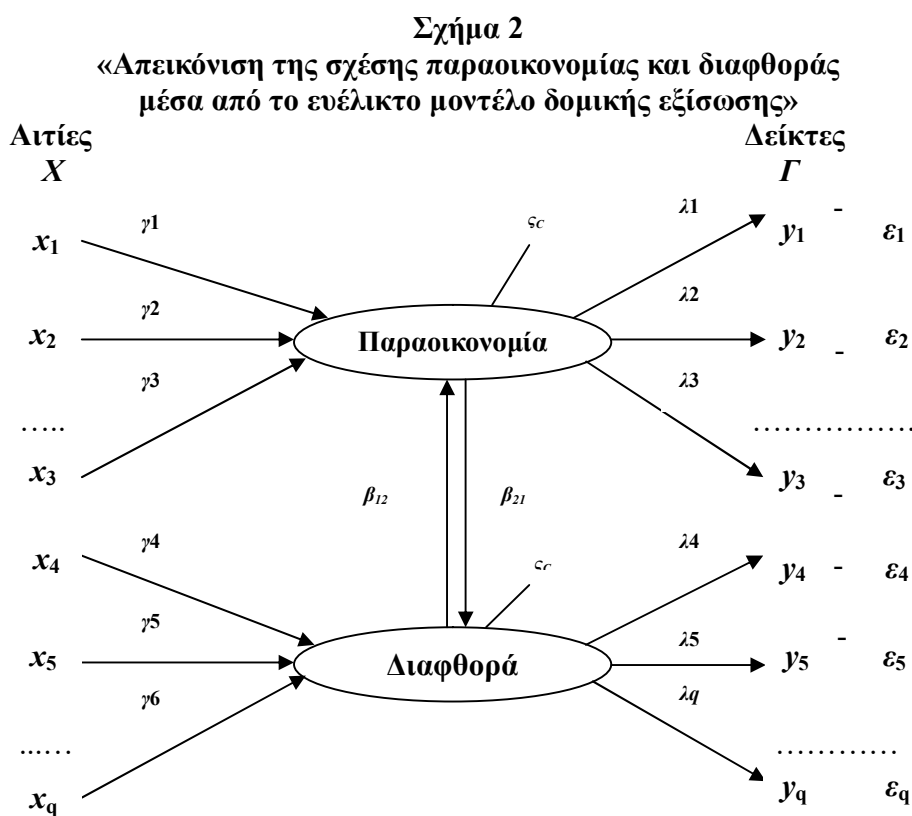 Σχήμα 2
«Απεικόνιση της σχέσης παραοικονομίας και διαφθοράς
μέσα από το ευέλικτο μοντέλο δομικής εξίσωσης»
Αιτίες Δείκτες
X Γ
γ1 ςC λ1
x1 y1 - ε1
γ2 λ2
x2 Παραοικονομία y2 - ε2
γ3 λ3
….. ……………
x3 y3 - ε3
β12 β21
γ4 ςC λ4
x4 y4 - ε4
γ5 λ5
x5 Διαφθορά y5 - ε5
γ6 λq
...… …………
xq yq εq